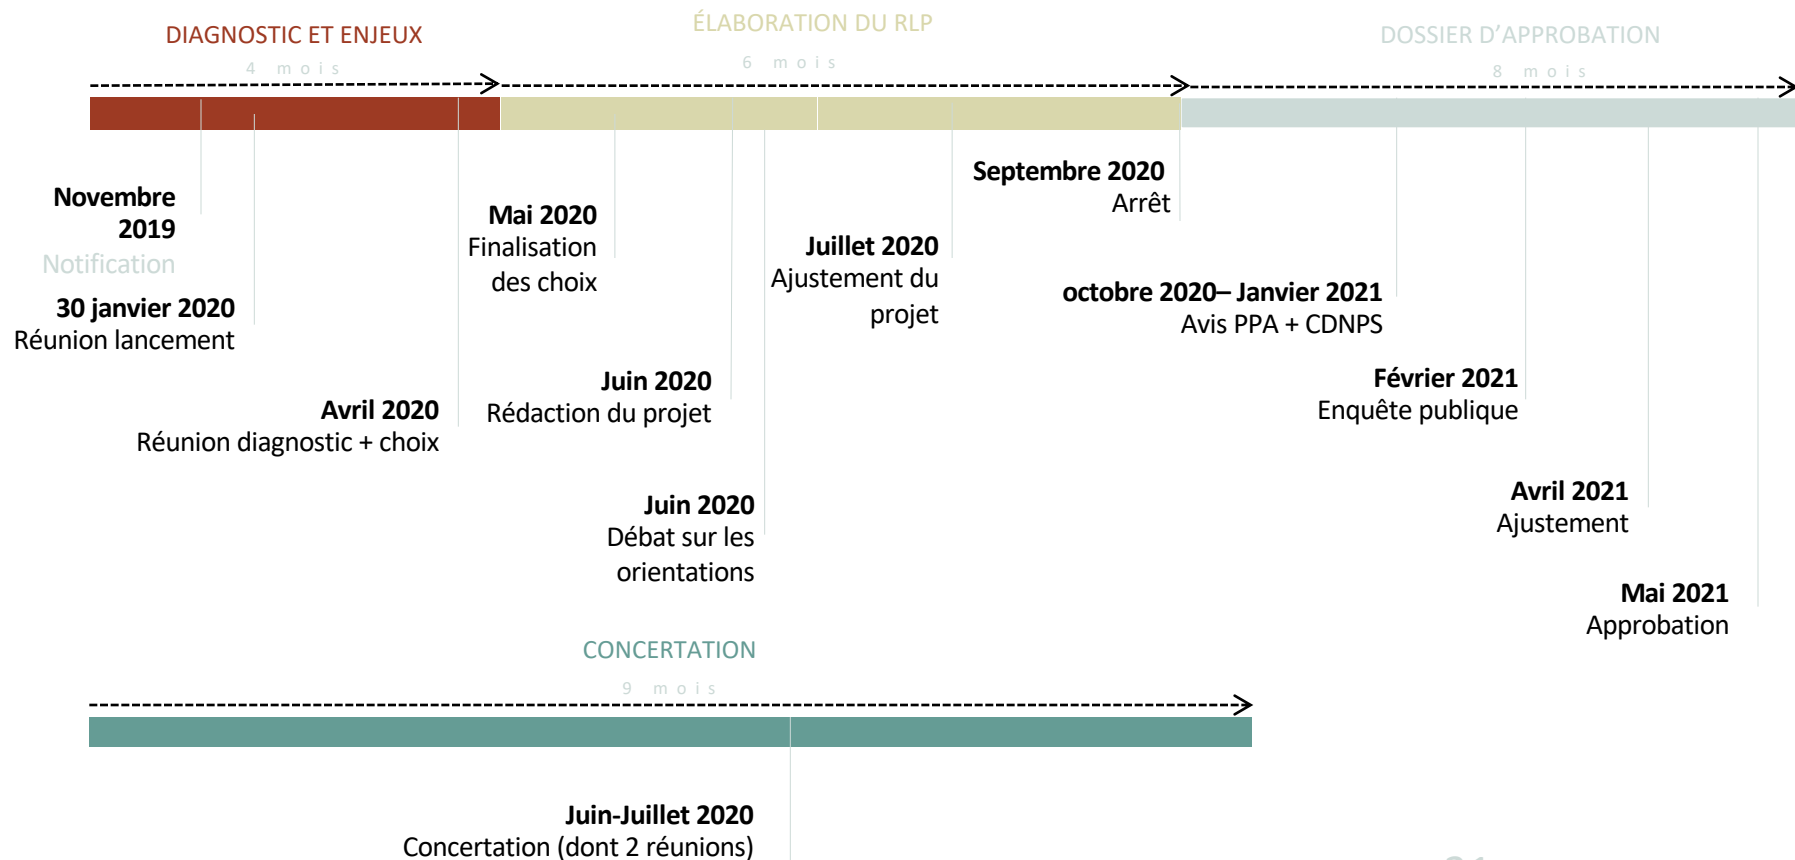 DIAGNOSTIC ET ENJEUX
4 mois
ÉLABORATION DU RLP
6 mois
DOSSIER D'APPROBATION
8 mois
Novembre
2019
Notification
30 janvier 2020
Réunion lancement
Avril 2020
Réunion diagnostic + choix
Mai 2020
Finalisation
des choix
Juin 2020
Rédaction du projet
Juin 2020
Débat sur les
orientations
Juillet 2020
Ajustement du
projet
Septembre 2020
Arrêt
octobre 2020– Janvier 2021
Avis PPA + CDNPS
Février 2021
Enquête publique
Avril 2021
Ajustement
Mai 2021
Approbation
CONCERTATION
9 mois
Juin-Juillet 2020
Concertation (dont 2 réunions)